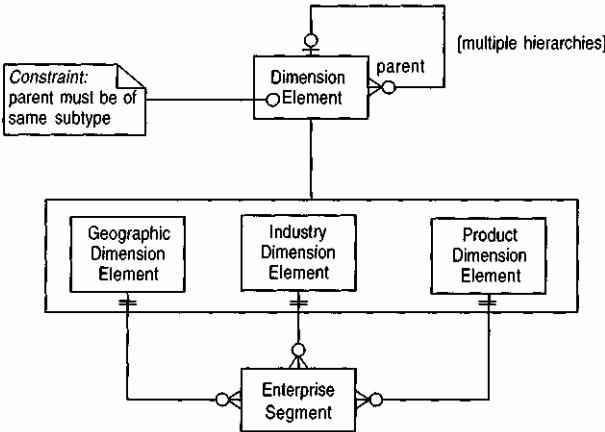 [multiple hierarchies]
parent
Dimension
Element
Constraint:
parent must be of
same subtype
Geographic
Dimension
Element
Industry
Dimension
Element
Product
Dimension
Element
Enterprise
Segment